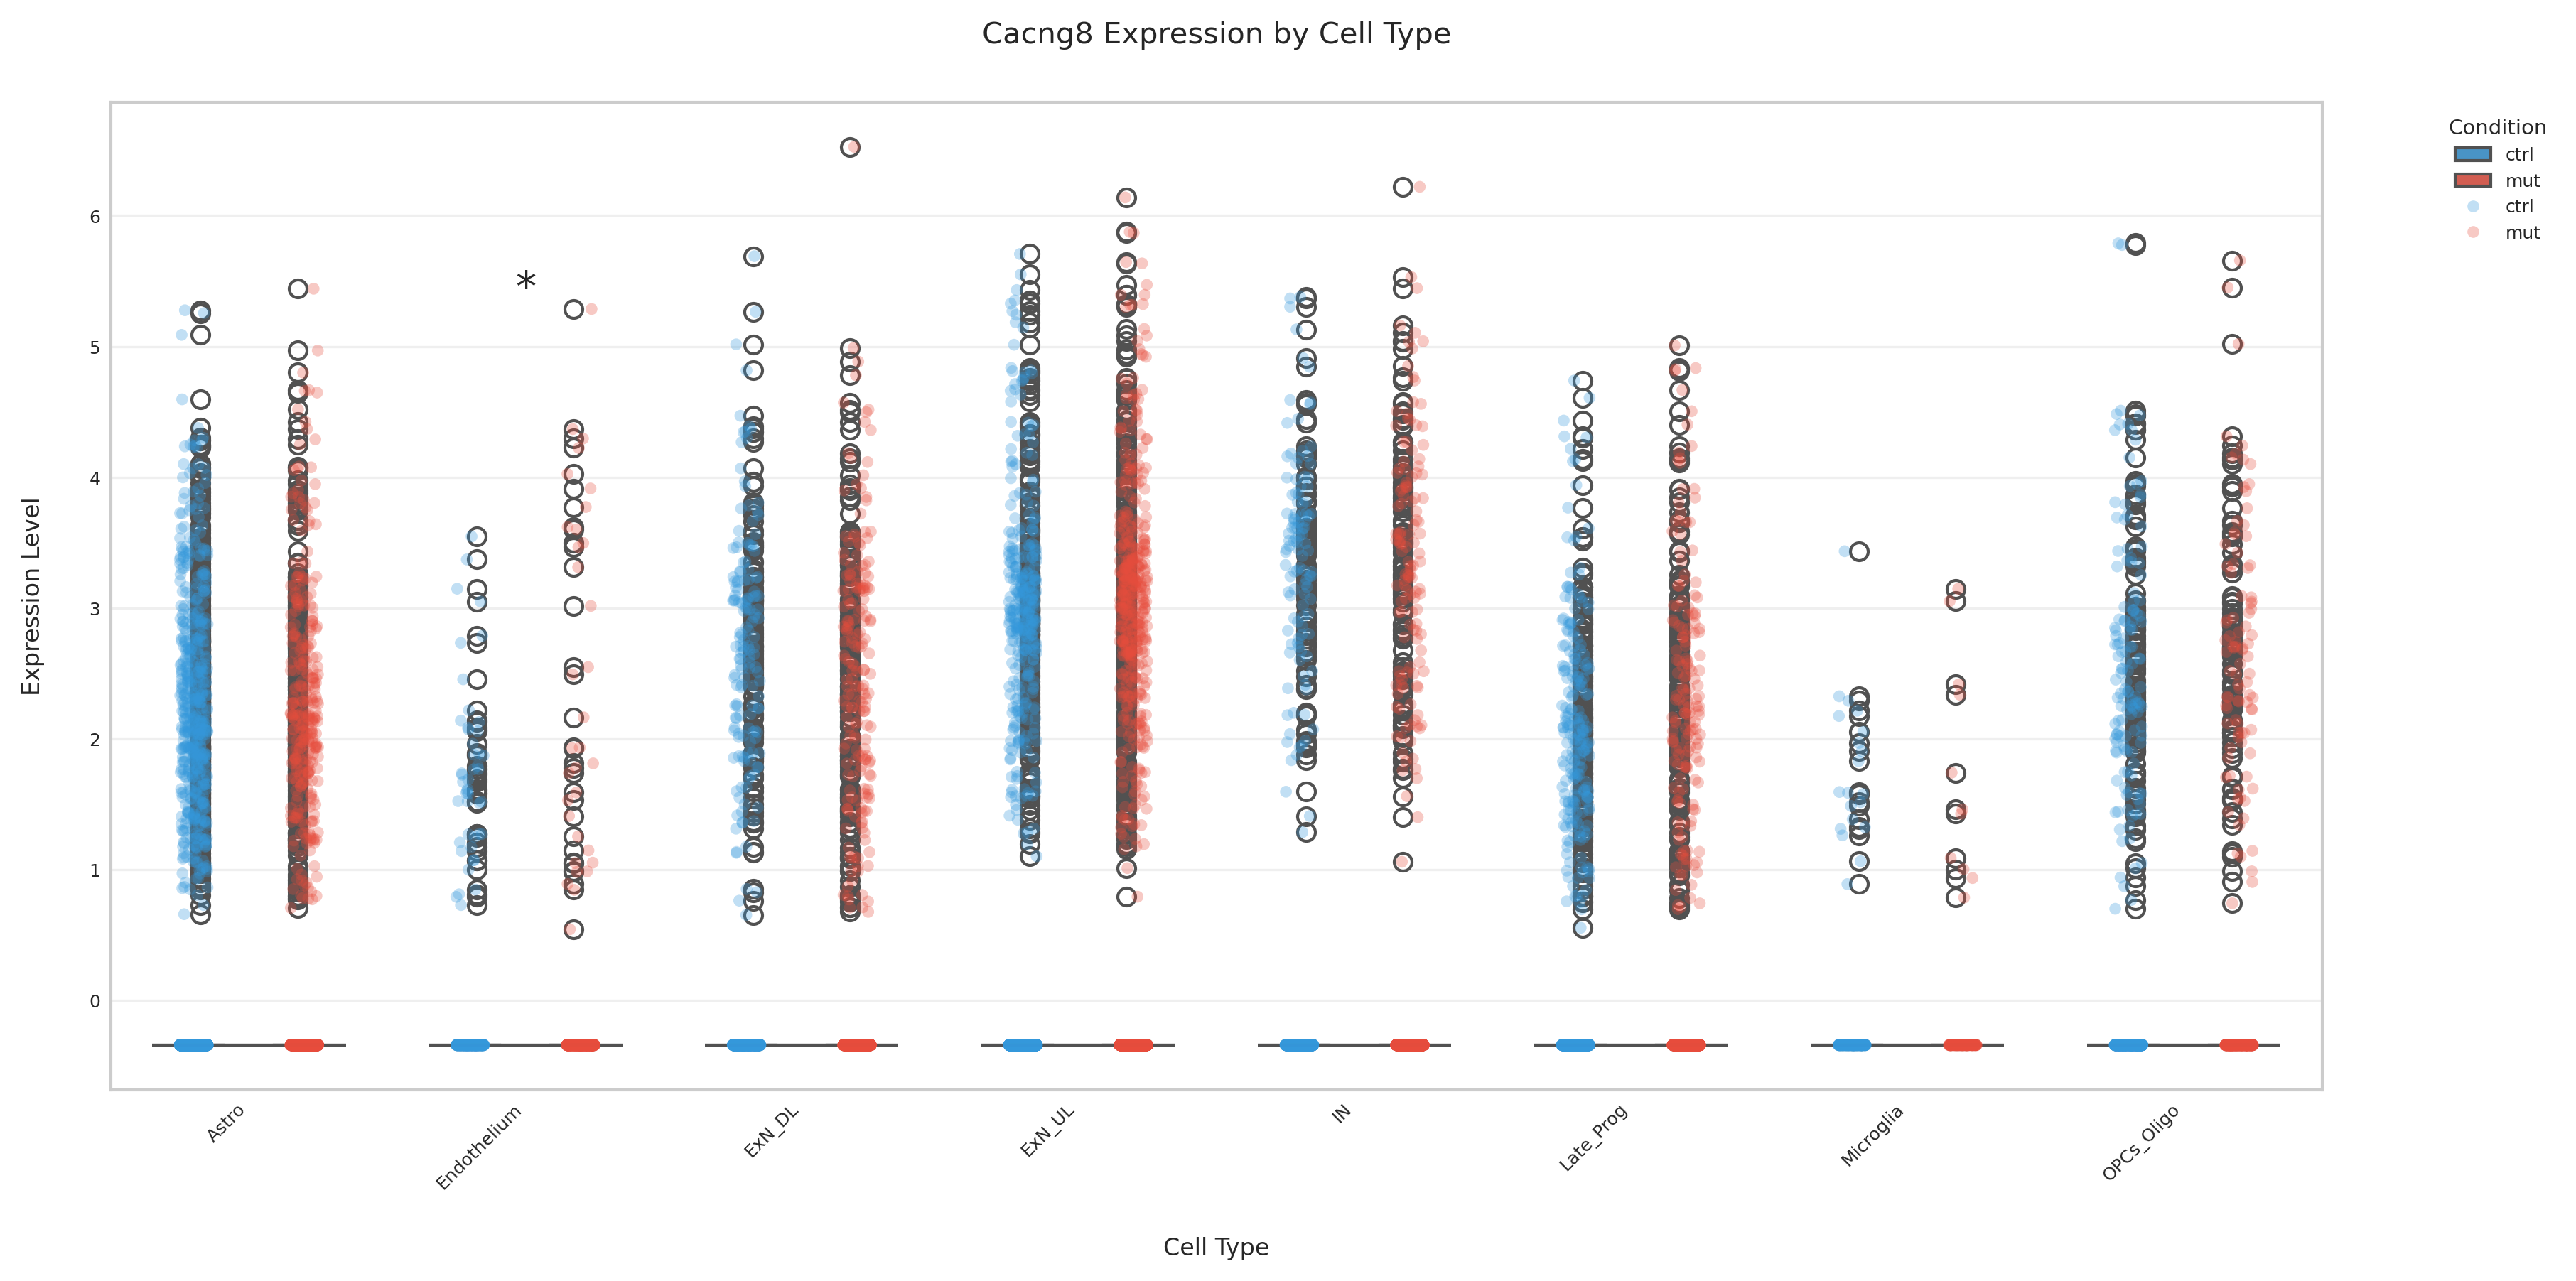 Cacng8 Expression by Cell Type
Condition
ctrl
mut
ctrl
mut
Expression Level
6
5
4
3
2
1
0
*
Astro
Endothelium
ExN_DL
ExN_UL
IN
Late_Prog
Microglia
OPCs_Oligo
Cell Type